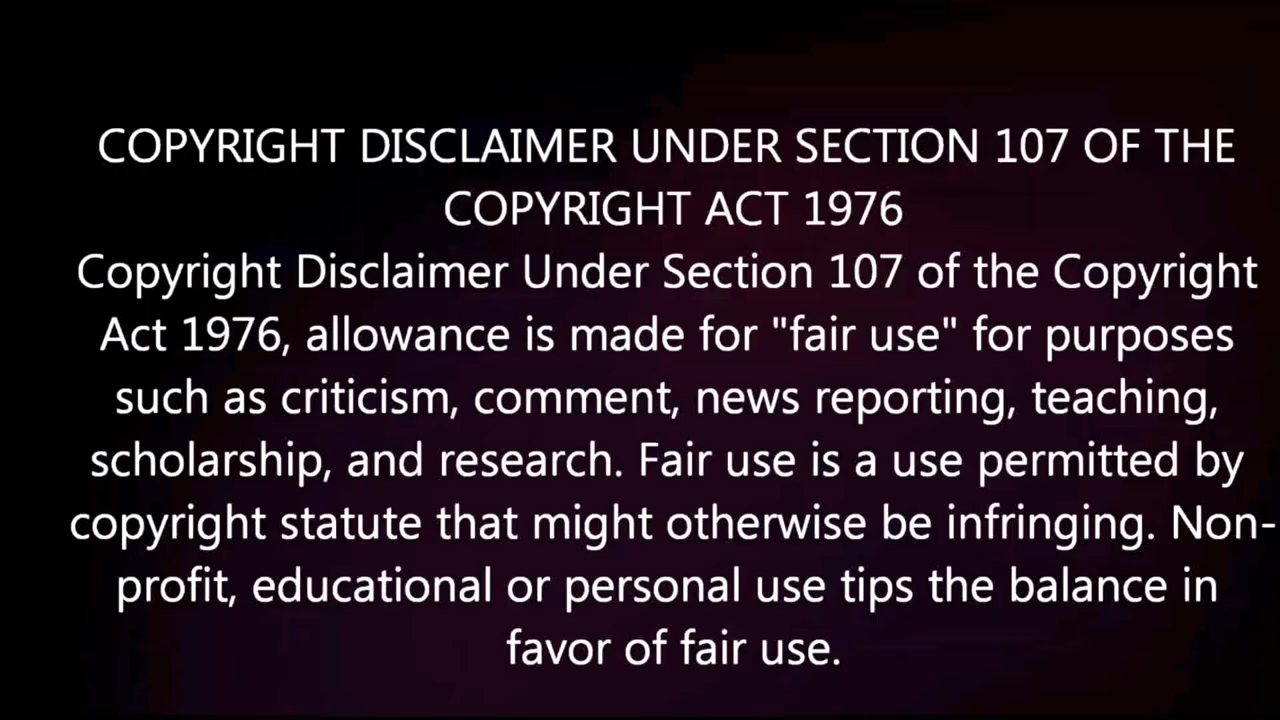 COPYRIGHT DISCLAIMER UNDER SECTION 107 OF THE
COPYRIGHT ACT 1976
Copyright Disclaimer Under Section 107 of the Copyright
Act 1976, allowance is made for "fair use" for purposes
such as criticism, comment, news reporting, teaching,
scholarship, and research. Fair use is a use permitted by
copyright statute that might otherwise be infringing. Non-
profit, educational or personal use tips the balance in
favor of fair use.